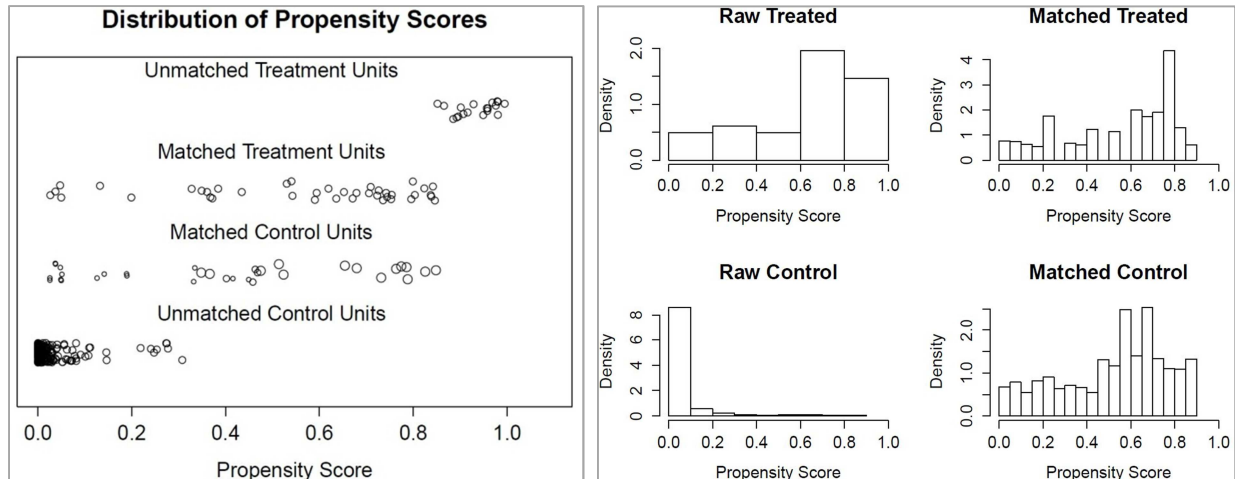 Distribution of Propensity Scores
Unmatched Treatment Units
Matched Treatment Units
Matched Control Units
Unmatched Control Units
0.0 0.2 0.4 0.6 0.8 1.0
Propensity Score
Raw Treated
Density
0.0 1.0 2.0
0.0 0.2 0.4 0.6 0.8 1.0
Propensity Score
Matched Treated
Density
0 1 2 3 4
0.0 0.2 0.4 0.6 0.8 1.0
Propensity Score
Raw Control
Density
0 2 4 6 8
0.0 0.2 0.4 0.6 0.8 1.0
Propensity Score
Matched Control
Density
0.0 1.0 2.0
0.0 0.2 0.4 0.6 0.8 1.0
Propensity Score